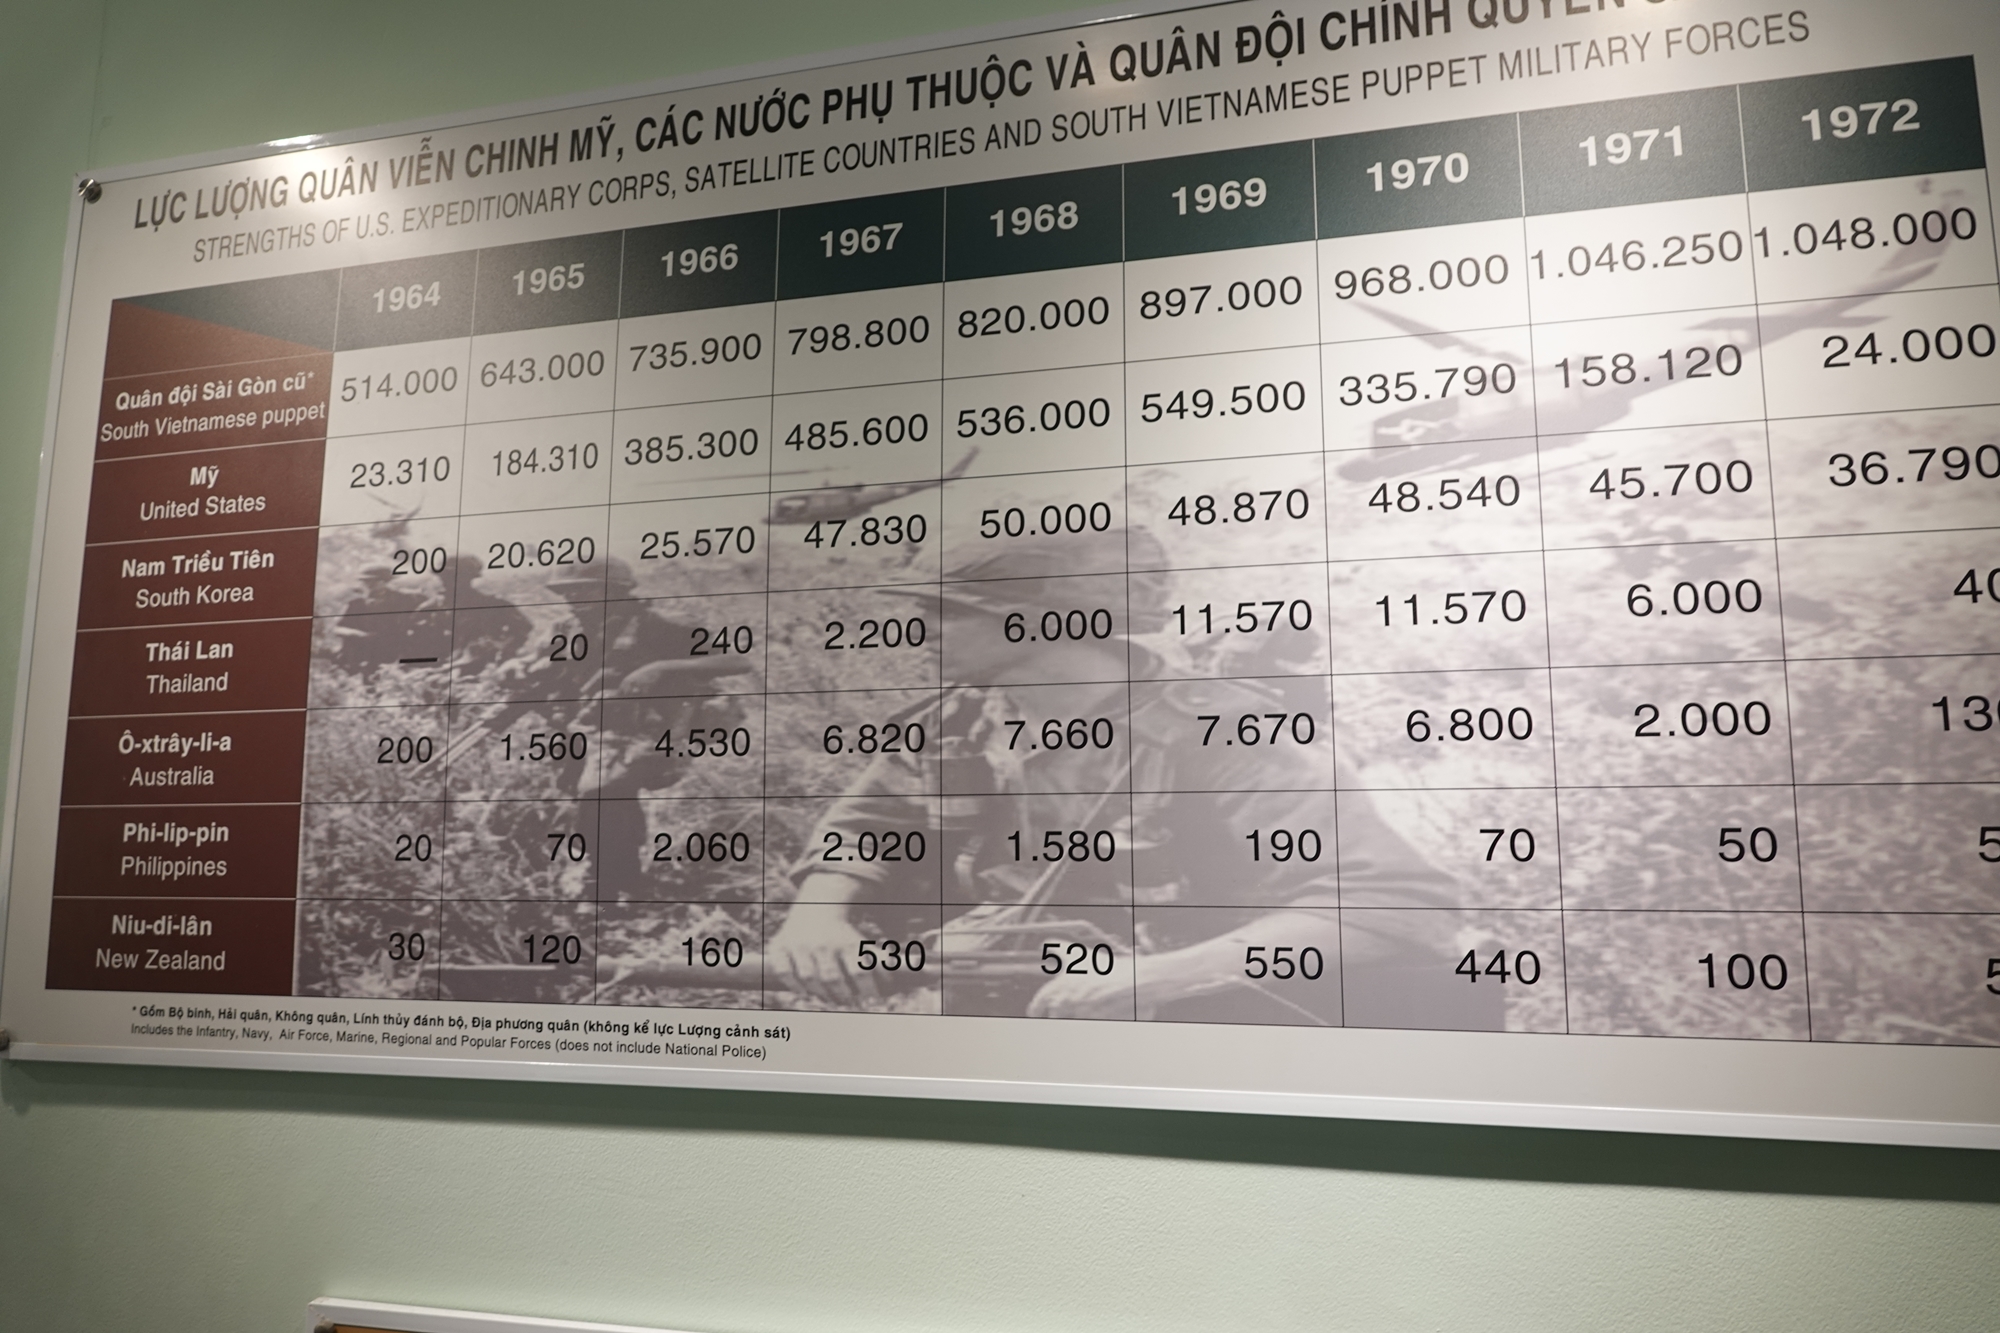 LỰC LƯỢNG QUÂN VIỄN CHINH MỸ, CÁC NƯỚC PHỤ THUỘC VÀ QUÂN ĐỘI CHÍNH QUYỀN
STRENGTHS OF U.S. EXPEDITIONARY CORPS, SATELLITE COUNTRIES AND SOUTH VIETNAMESE PUPPET MILITARY FORCES
1964 1965 1966 1967 1968 1969 1970 1971 1972
Quân đội Sài Gòn cũ*
South Vietnamese puppet
514.000 643.000 735.900 798.800 820.000 897.000 968.000 1.046.250 1.048.000
Mỹ
United States
23.310 184.310 385.300 485.600 536.000 549.500 335.790 158.120 24.000
Nam Triều Tiên
South Korea
200 20.620 25.570 47.830 50.000 48.870 48.540 45.700 36.790
Thái Lan
Thailand
— 20 240 2.200 6.000 11.570 11.570 6.000
Ô-xtrây-li-a
Australia
200 1.560 4.530 6.820 7.660 7.670 6.800 2.000
Phi-lip-pin
Philippines
20 70 2.060 2.020 1.580 190 70 50
Niu-di-lân
New Zealand
30 120 160 530 520 550 440 100
* Gồm Bộ binh, Hải quân, Không quân, Lính thủy đánh bộ, Địa phương quân (không kể lực Lượng cảnh sát)
Includes the Infantry, Navy, Air Force, Marine, Regional and Popular Forces (does not include National Police)